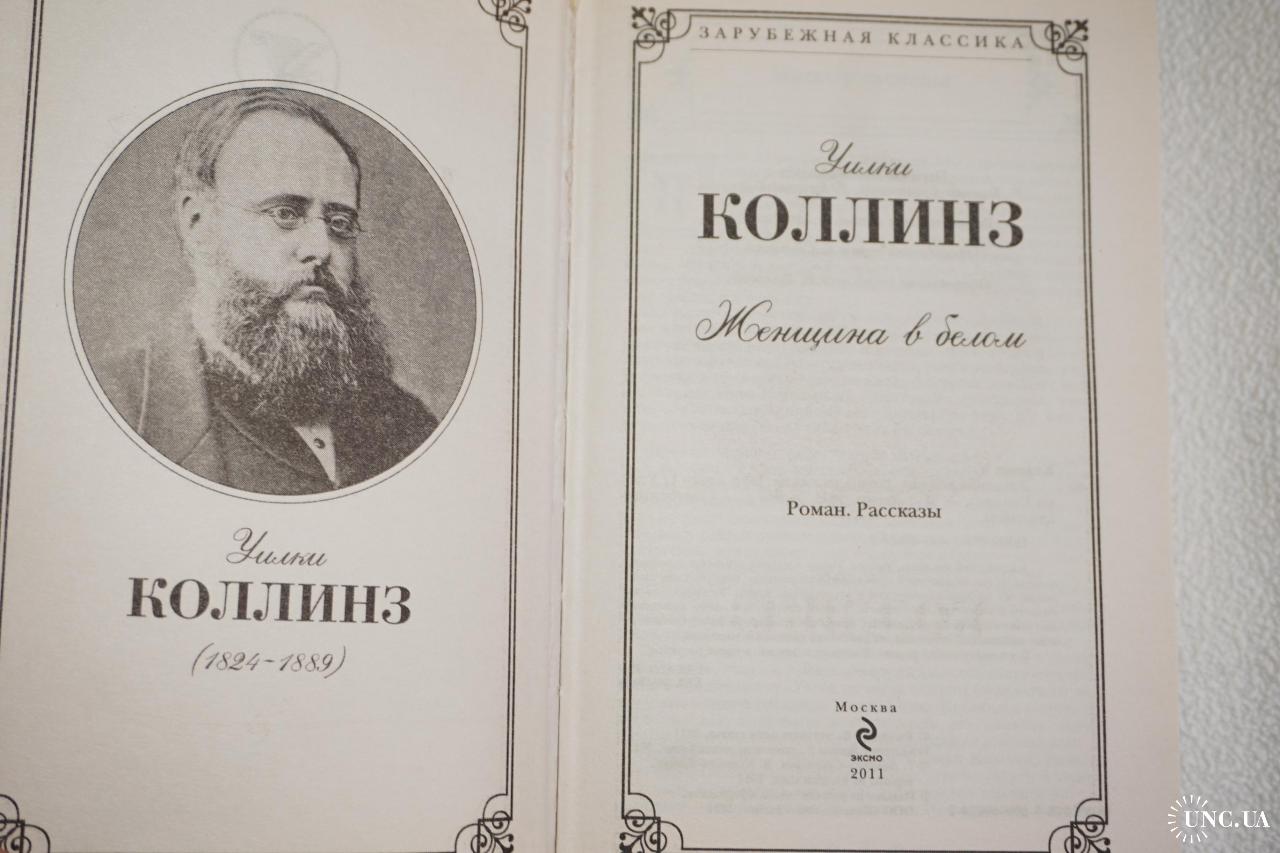 Уилки
КОЛЛИНЗ
(1824–1889)
ЗАРУБЕЖНАЯ КЛАССИКА
Уилки
КОЛЛИНЗ
Женщина в белом
Роман. Рассказы
Москва
ЭКСМО
2011
UNC.UA